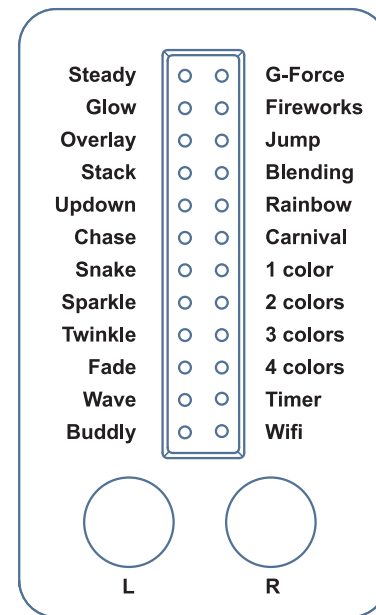 Steady G-Force
Glow Fireworks
Overlay Jump
Stack Blending
Updown Rainbow
Chase Carnival
Snake 1 color
Sparkle 2 colors
Twinkle 3 colors
Fade 4 colors
Wave Timer
Buddly Wifi
L R